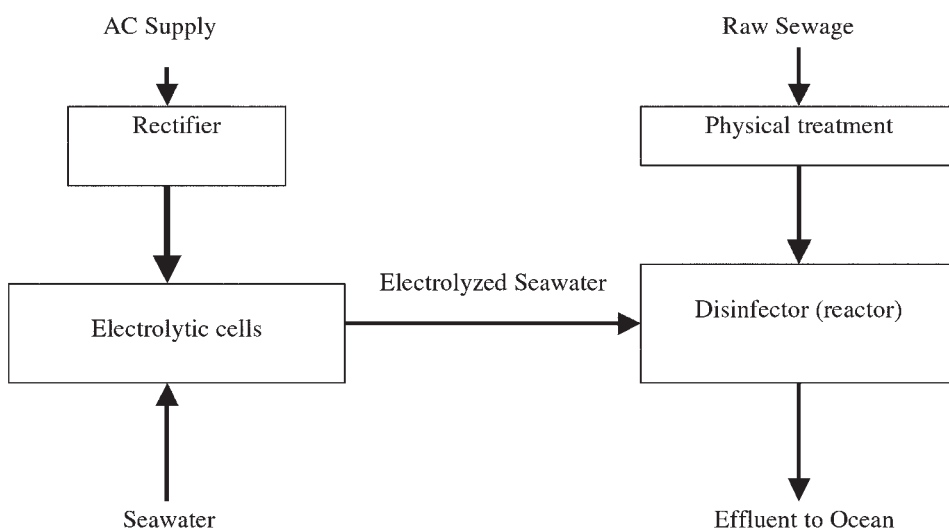 AC Supply
Raw Sewage
Rectifier
Physical treatment
Electrolyzed Seawater
Disinfector (reactor)
Electrolytic cells
Seawater
Effluent to Ocean